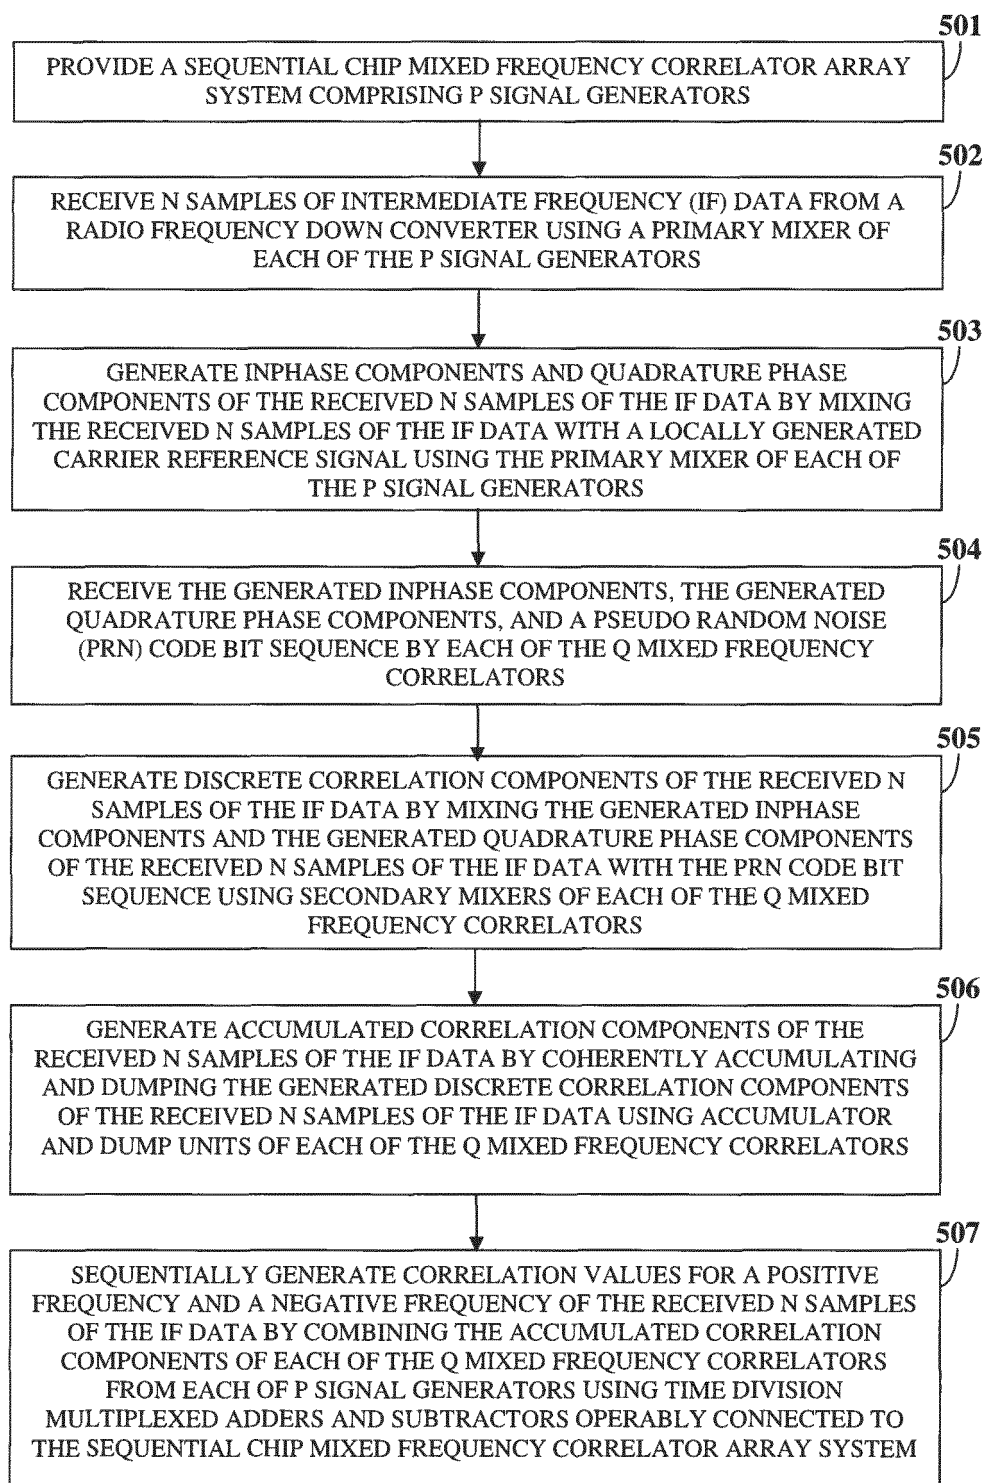 501
PROVIDE A SEQUENTIAL CHIP MIXED FREQUENCY CORRELATOR ARRAY
SYSTEM COMPRISING P SIGNAL GENERATORS
502
RECEIVE N SAMPLES OF INTERMEDIATE FREQUENCY (IF) DATA FROM A
RADIO FREQUENCY DOWN CONVERTER USING A PRIMARY MIXER OF
EACH OF THE P SIGNAL GENERATORS
503
GENERATE INPHASE COMPONENTS AND QUADRATURE PHASE
COMPONENTS OF THE RECEIVED N SAMPLES OF THE IF DATA BY MIXING
THE RECEIVED N SAMPLES OF THE IF DATA WITH A LOCALLY GENERATED
CARRIER REFERENCE SIGNAL USING THE PRIMARY MIXER OF EACH OF
THE P SIGNAL GENERATORS
504
RECEIVE THE GENERATED INPHASE COMPONENTS, THE GENERATED
QUADRATURE PHASE COMPONENTS, AND A PSEUDO RANDOM NOISE
(PRN) CODE BIT SEQUENCE BY EACH OF THE Q MIXED FREQUENCY
CORRELATORS
505
GENERATE DISCRETE CORRELATION COMPONENTS OF THE RECEIVED N
SAMPLES OF THE IF DATA BY MIXING THE GENERATED INPHASE
COMPONENTS AND THE GENERATED QUADRATURE PHASE COMPONENTS
OF THE RECEIVED N SAMPLES OF THE IF DATA WITH THE PRN CODE BIT
SEQUENCE USING SECONDARY MIXERS OF EACH OF THE Q MIXED
FREQUENCY CORRELATORS
506
GENERATE ACCUMULATED CORRELATION COMPONENTS OF THE
RECEIVED N SAMPLES OF THE IF DATA BY COHERENTLY ACCUMULATING
AND DUMPING THE GENERATED DISCRETE CORRELATION COMPONENTS
OF THE RECEIVED N SAMPLES OF THE IF DATA USING ACCUMULATOR
AND DUMP UNITS OF EACH OF THE Q MIXED FREQUENCY CORRELATORS
507
SEQUENTIALLY GENERATE CORRELATION VALUES FOR A POSITIVE
FREQUENCY AND A NEGATIVE FREQUENCY OF THE RECEIVED N SAMPLES
OF THE IF DATA BY COMBINING THE ACCUMULATED CORRELATION
COMPONENTS OF EACH OF THE Q MIXED FREQUENCY CORRELATORS
FROM EACH OF P SIGNAL GENERATORS USING TIME DIVISION
MULTIPLEXED ADDERS AND SUBTRACTORS OPERABLY CONNECTED TO
THE SEQUENTIAL CHIP MIXED FREQUENCY CORRELATOR ARRAY SYSTEM